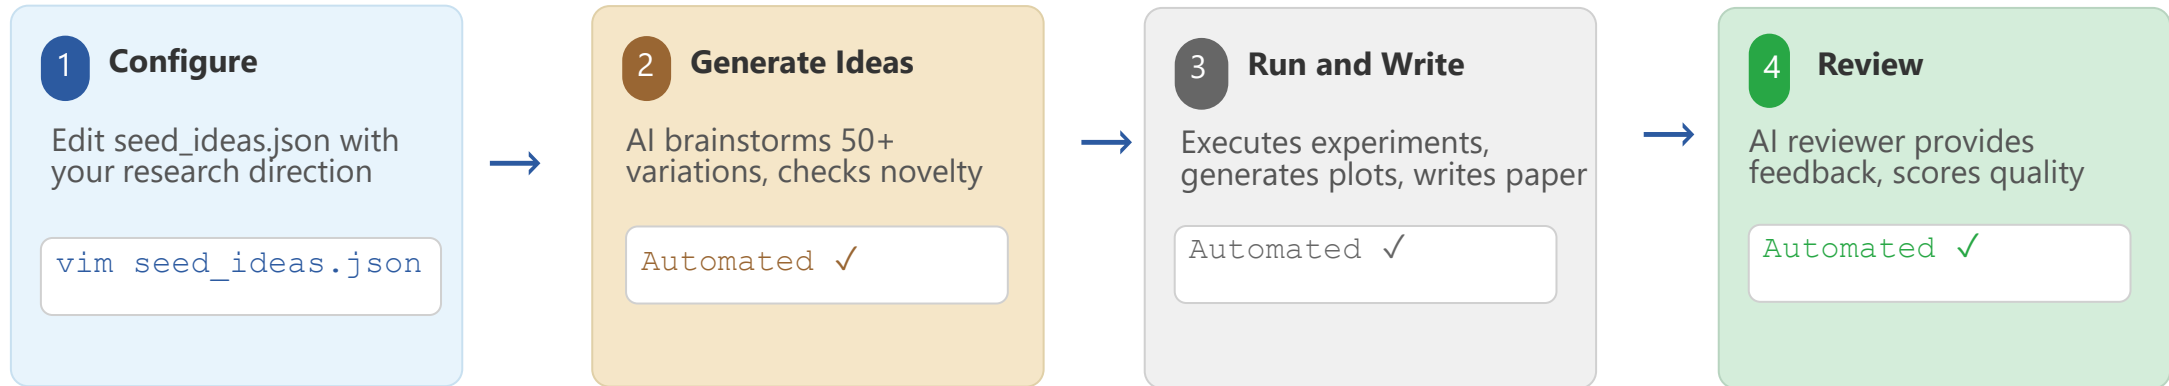 1 Configure
Edit seed_ideas.json with
your research direction
vim seed_ideas.json
→
2 Generate Ideas
AI brainstorms 50+
variations, checks novelty
Automated ✓
→
3 Run and Write
Executes experiments,
generates plots, writes paper
Automated ✓
→
4 Review
AI reviewer provides
feedback, scores quality
Automated ✓